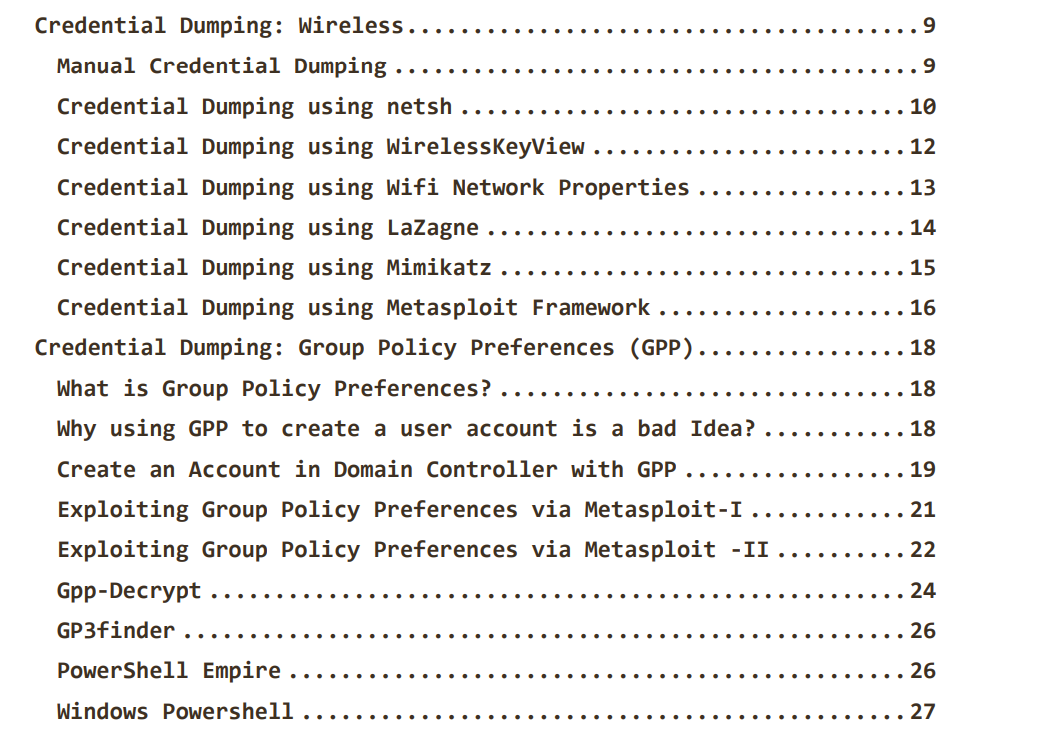 Credential Dumping: Wireless........................................9
Manual Credential Dumping ........................................9
Credential Dumping using netsh ..................................10
Credential Dumping using WirelessKeyView ........................12
Credential Dumping using Wifi Network Properties ................13
Credential Dumping using LaZagne ................................14
Credential Dumping using Mimikatz ...............................15
Credential Dumping using Metasploit Framework ...................16
Credential Dumping: Group Policy Preferences (GPP)................18
What is Group Policy Preferences? ...............................18
Why using GPP to create a user account is a bad Idea? ...........18
Create an Account in Domain Controller with GPP .................19
Exploiting Group Policy Preferences via Metasploit-I ............21
Exploiting Group Policy Preferences via Metasploit -II ..........22
Gpp-Decrypt .....................................................24
GP3finder .......................................................26
PowerShell Empire ...............................................26
Windows Powershell ..............................................27